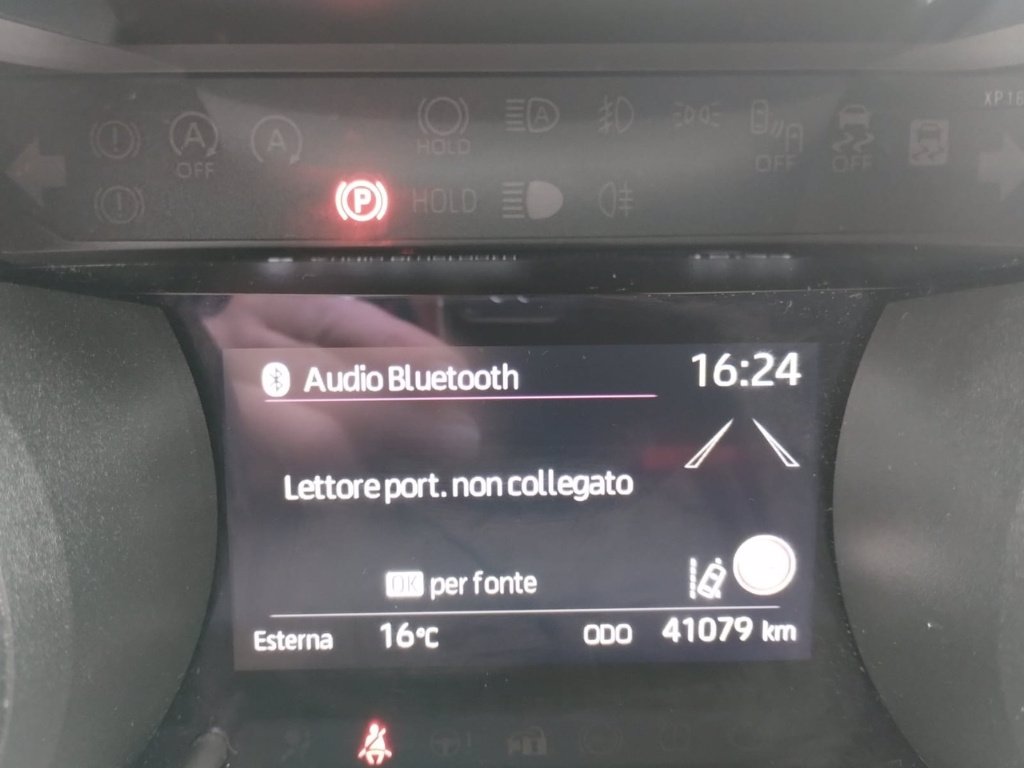 XP16
HOLD
OFF
OFF
OFF
P
HOLD
Audio Bluetooth
16:24
Lettore port. non collegato
OK per fonte
Esterna 16°C ODO 41079 km